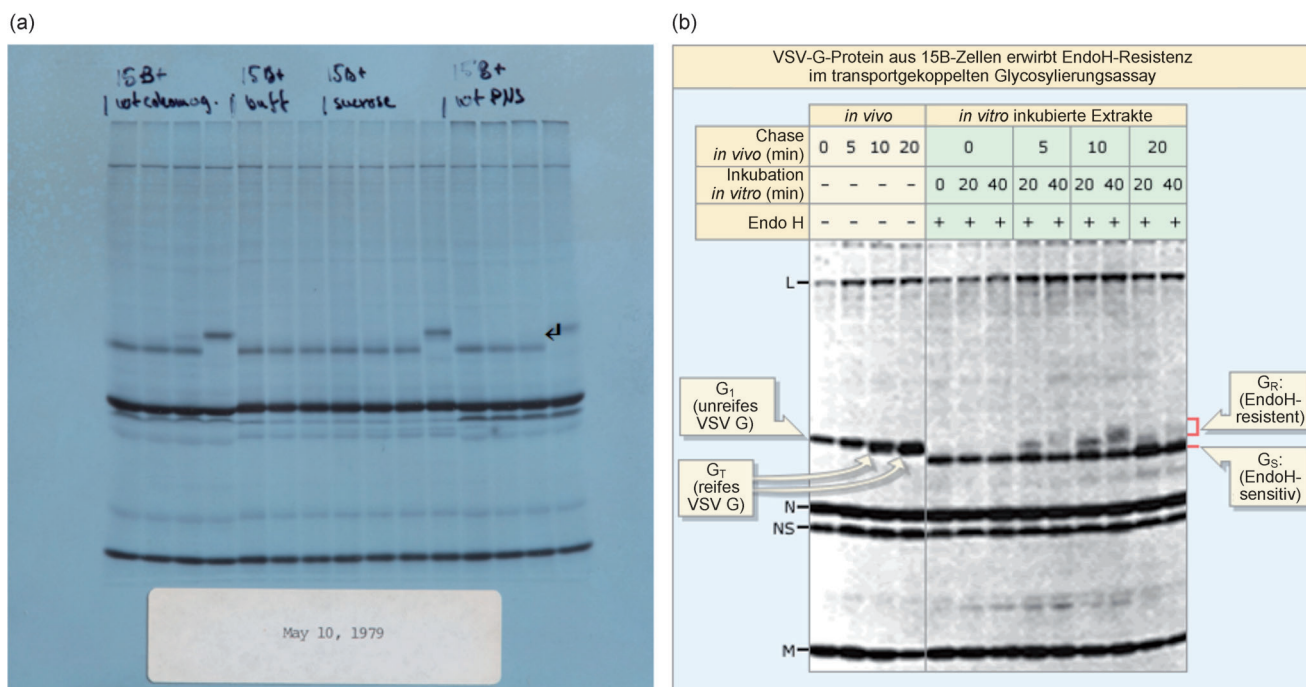 (a)
15B+
wt
15B+
buff
15B+
sucrose
15B+
wt PNS
May 10, 1979
(b)
VSV-G-Protein aus 15B-Zellen erwirbt EndoH-Resistenz
im transportgekoppelten Glycosylierungsassay
in vivo in vitro inkubierte Extrakte
Chase
in vivo (min)
0 5 10 20 0 5 10 20
Inkubation
in vitro (min)
– – – – 0 20 40 20 40 20 40 20 40
Endo H – – – – + + + + + + + + +
L
G1
(unreifes
VSV G)
GT
(reifes
VSV G)
N
NS
M
GR:
(EndoH-
resistent)
GS:
(EndoH-
sensitiv)